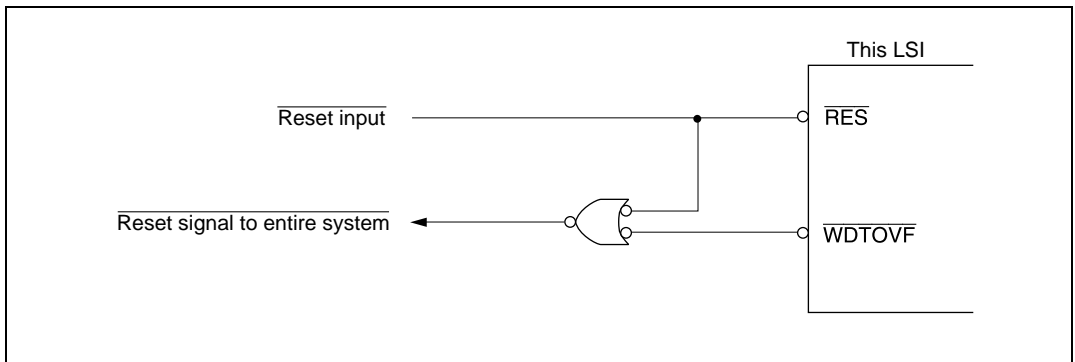 This LSI
Reset input
RES
Reset signal to entire system
WDTOVF